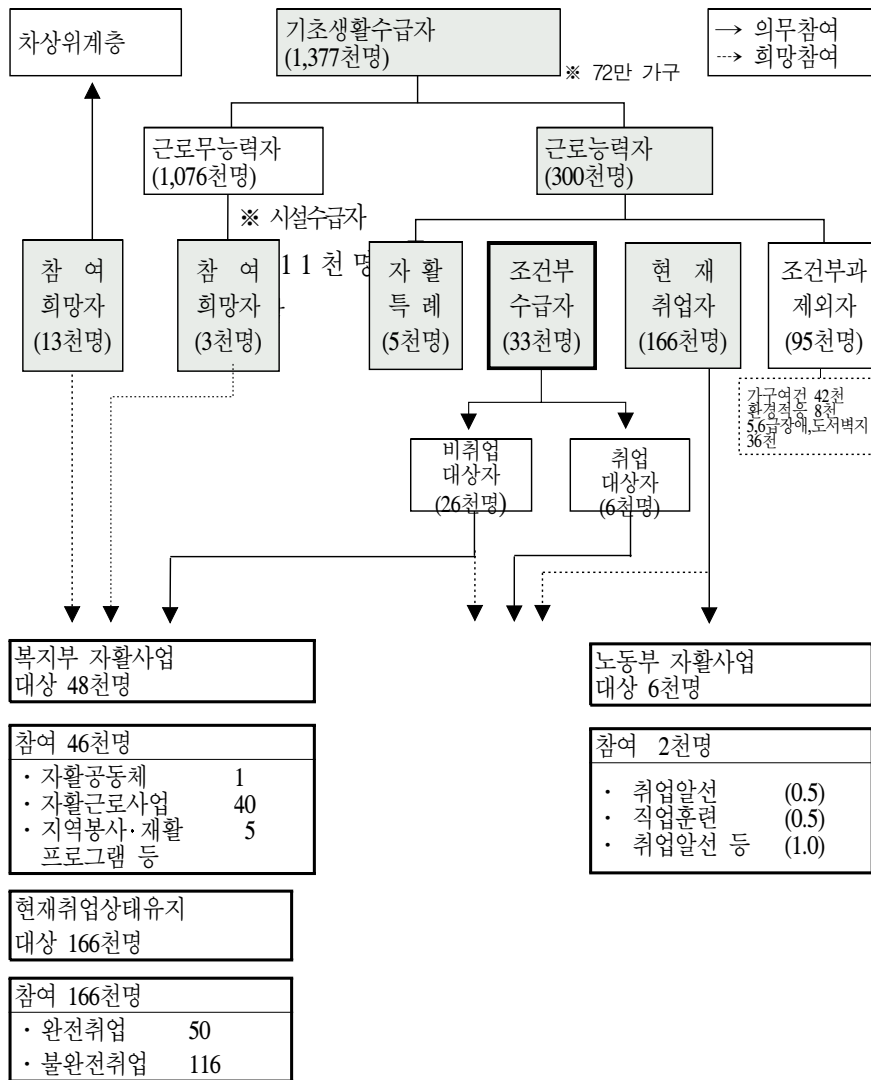 차상위계층
기초생활수급자
(1,377천명)
※ 72만 가구
→ 의무참여
⇢ 희망참여
근로무능력자
(1,076천명)
근로능력자
(300천명)
※ 시설수급자
11천명
참 여
희망자
(13천명)
참 여
희망자
(3천명)
자 활
특 례
(5천명)
조건부
수급자
(33천명)
현 재
취업자
(166천명)
조건부과
제외자
(95천명)
가구여건 42천
환경적응 8천
5,6급장애,도서벽지
36천
비취업
대상자
(26천명)
취업
대상자
(6천명)
복지부 자활사업
대상 48천명
노동부 자활사업
대상 6천명
참여 46천명
· 자활공동체 1
· 자활근로사업 40
· 지역봉사·재활 5
프로그램 등
참여 2천명
· 취업알선 (0.5)
· 직업훈련 (0.5)
· 취업알선 등 (1.0)
현재취업상태유지
대상 166천명
참여 166천명
· 완전취업 50
· 불완전취업 116